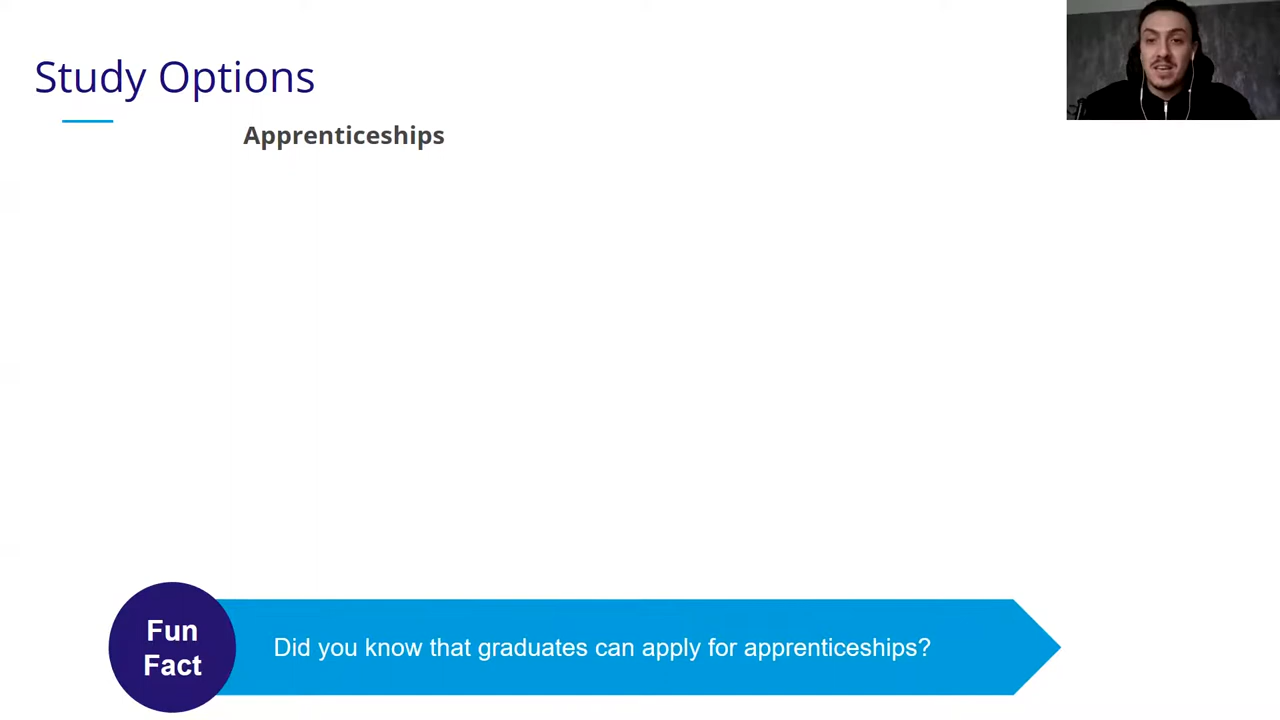 Study Options
Apprenticeships
Fun
Fact
Did you know that graduates can apply for apprenticeships?